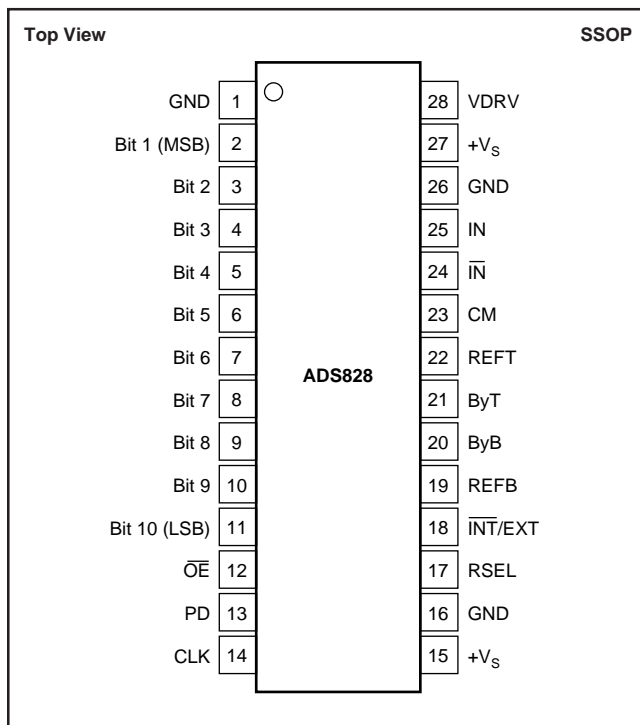 Top View SSOP
GND 1 28 VDRV
Bit 1 (MSB) 2 27 +VS
Bit 2 3 26 GND
Bit 3 4 25 IN
Bit 4 5 24 I̅N̅
Bit 5 6 23 CM
Bit 6 7 22 REFT
ADS828
Bit 7 8 21 ByT
Bit 8 9 20 ByB
Bit 9 10 19 REFB
Bit 10 (LSB) 11 18 I̅N̅T̅/EXT
O̅E̅ 12 17 RSEL
PD 13 16 GND
CLK 14 15 +VS